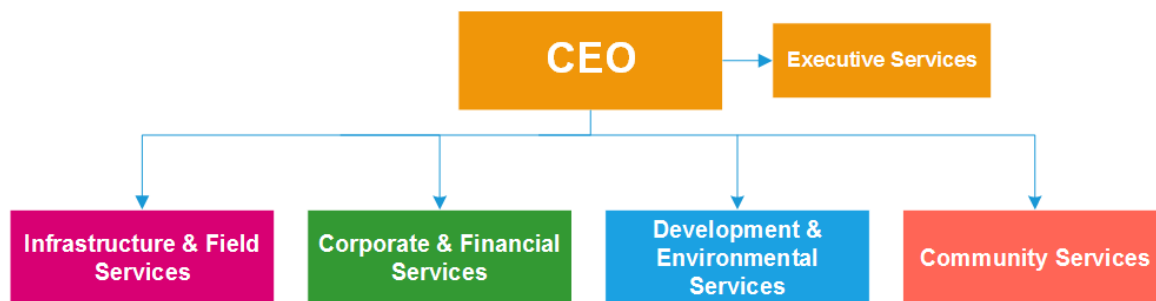 CEO
Executive Services
Infrastructure & Field
Services
Corporate & Financial
Services
Development &
Environmental
Services
Community Services